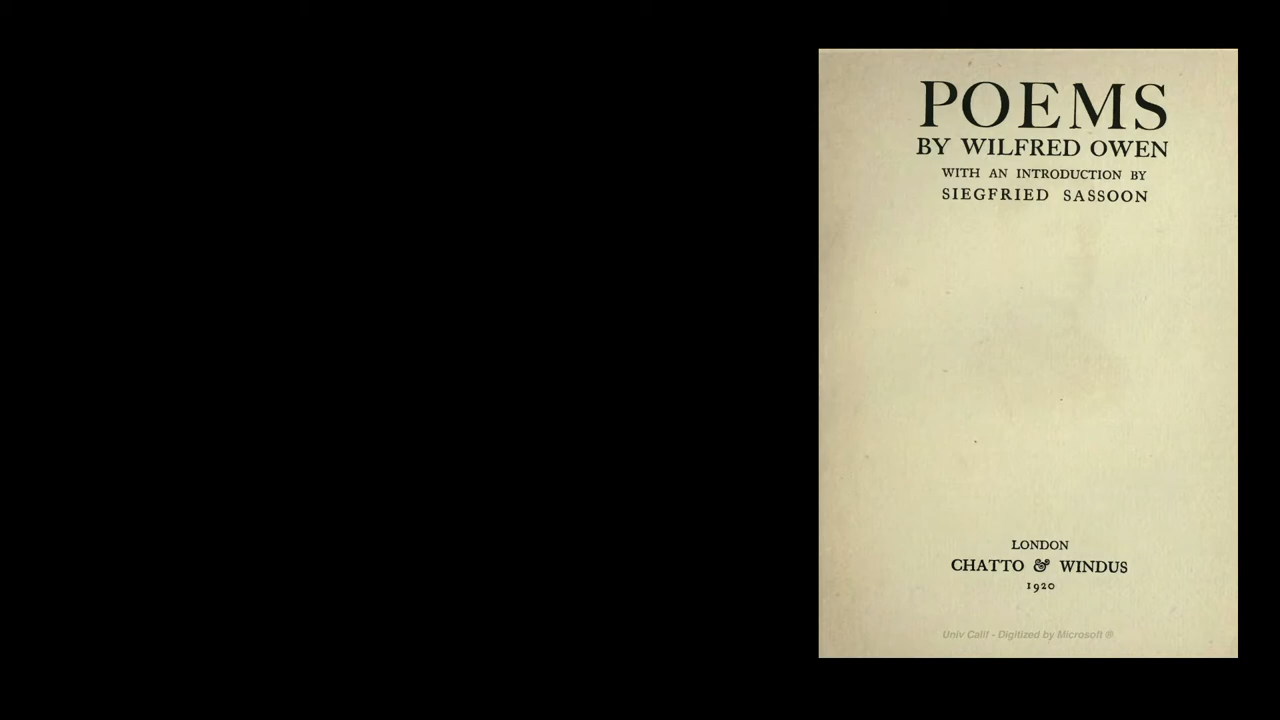 POEMS
BY WILFRED OWEN
WITH AN INTRODUCTION BY
SIEGFRIED SASSOON
LONDON
CHATTO & WINDUS
1920
Univ Calif - Digitized by Microsoft ®